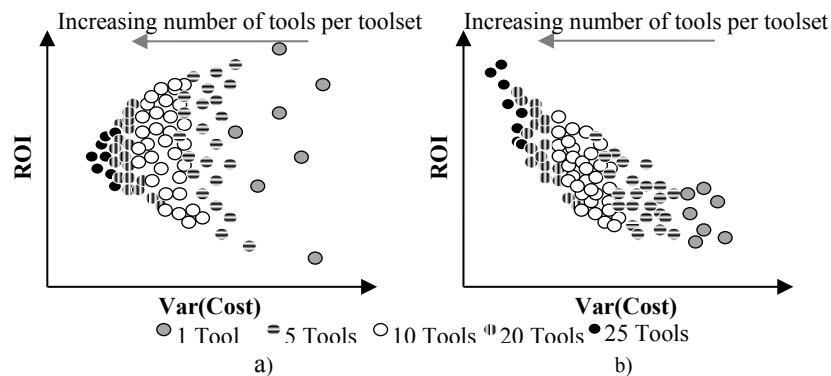 Increasing number of tools per toolset
a)
ROI
Var(Cost)
Increasing number of tools per toolset
b)
ROI
Var(Cost)
1 Tool 5 Tools 10 Tools 20 Tools 25 Tools
a)
b)